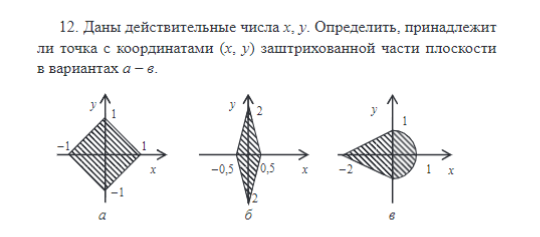 12. Даны действительные числа x, y. Определить, принадлежит
ли точка с координатами (x, y) заштрихованной части плоскости
в вариантах а – в.
y 1
–1 1
x
–1
а
y 2
–0,5 0,5 x
2
б
y 1
–2 1 x
в